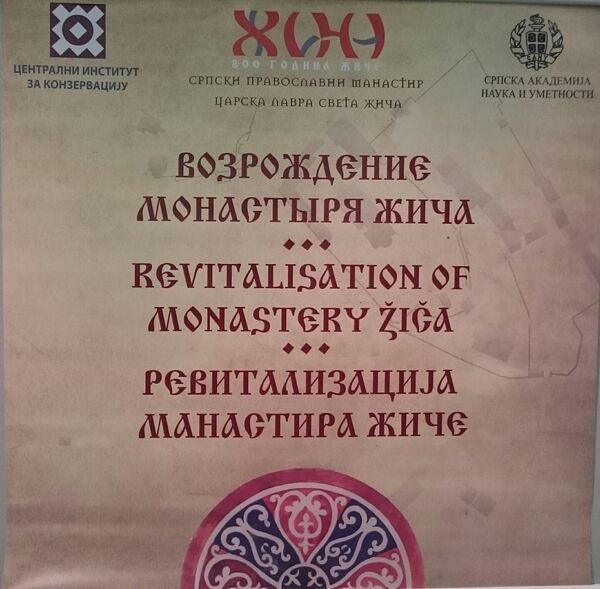 ЦЕНТРАЛНИ ИНСТИТУТ
ЗА КОНЗЕРВАЦИЈУ
800 ГОДИНА ЖИЧЕ
СРПСКИ ПРАВОСЛАВНИ МАНАСТИР
ЦАРСКА ЛАВРА СВЕТА ЖИЧА
СРПСКА АКАДЕМИЈА
НАУКА И УМЕТНОСТИ
ВОЗРОЖДЕНИЕ
МОНАСТЫРЯ ЖИЧА
REVITALISATION OF
MONASTERY ŽIČA
РЕВИТАЛИЗАЦИЈА
МАНАСТИРА ЖИЧЕ